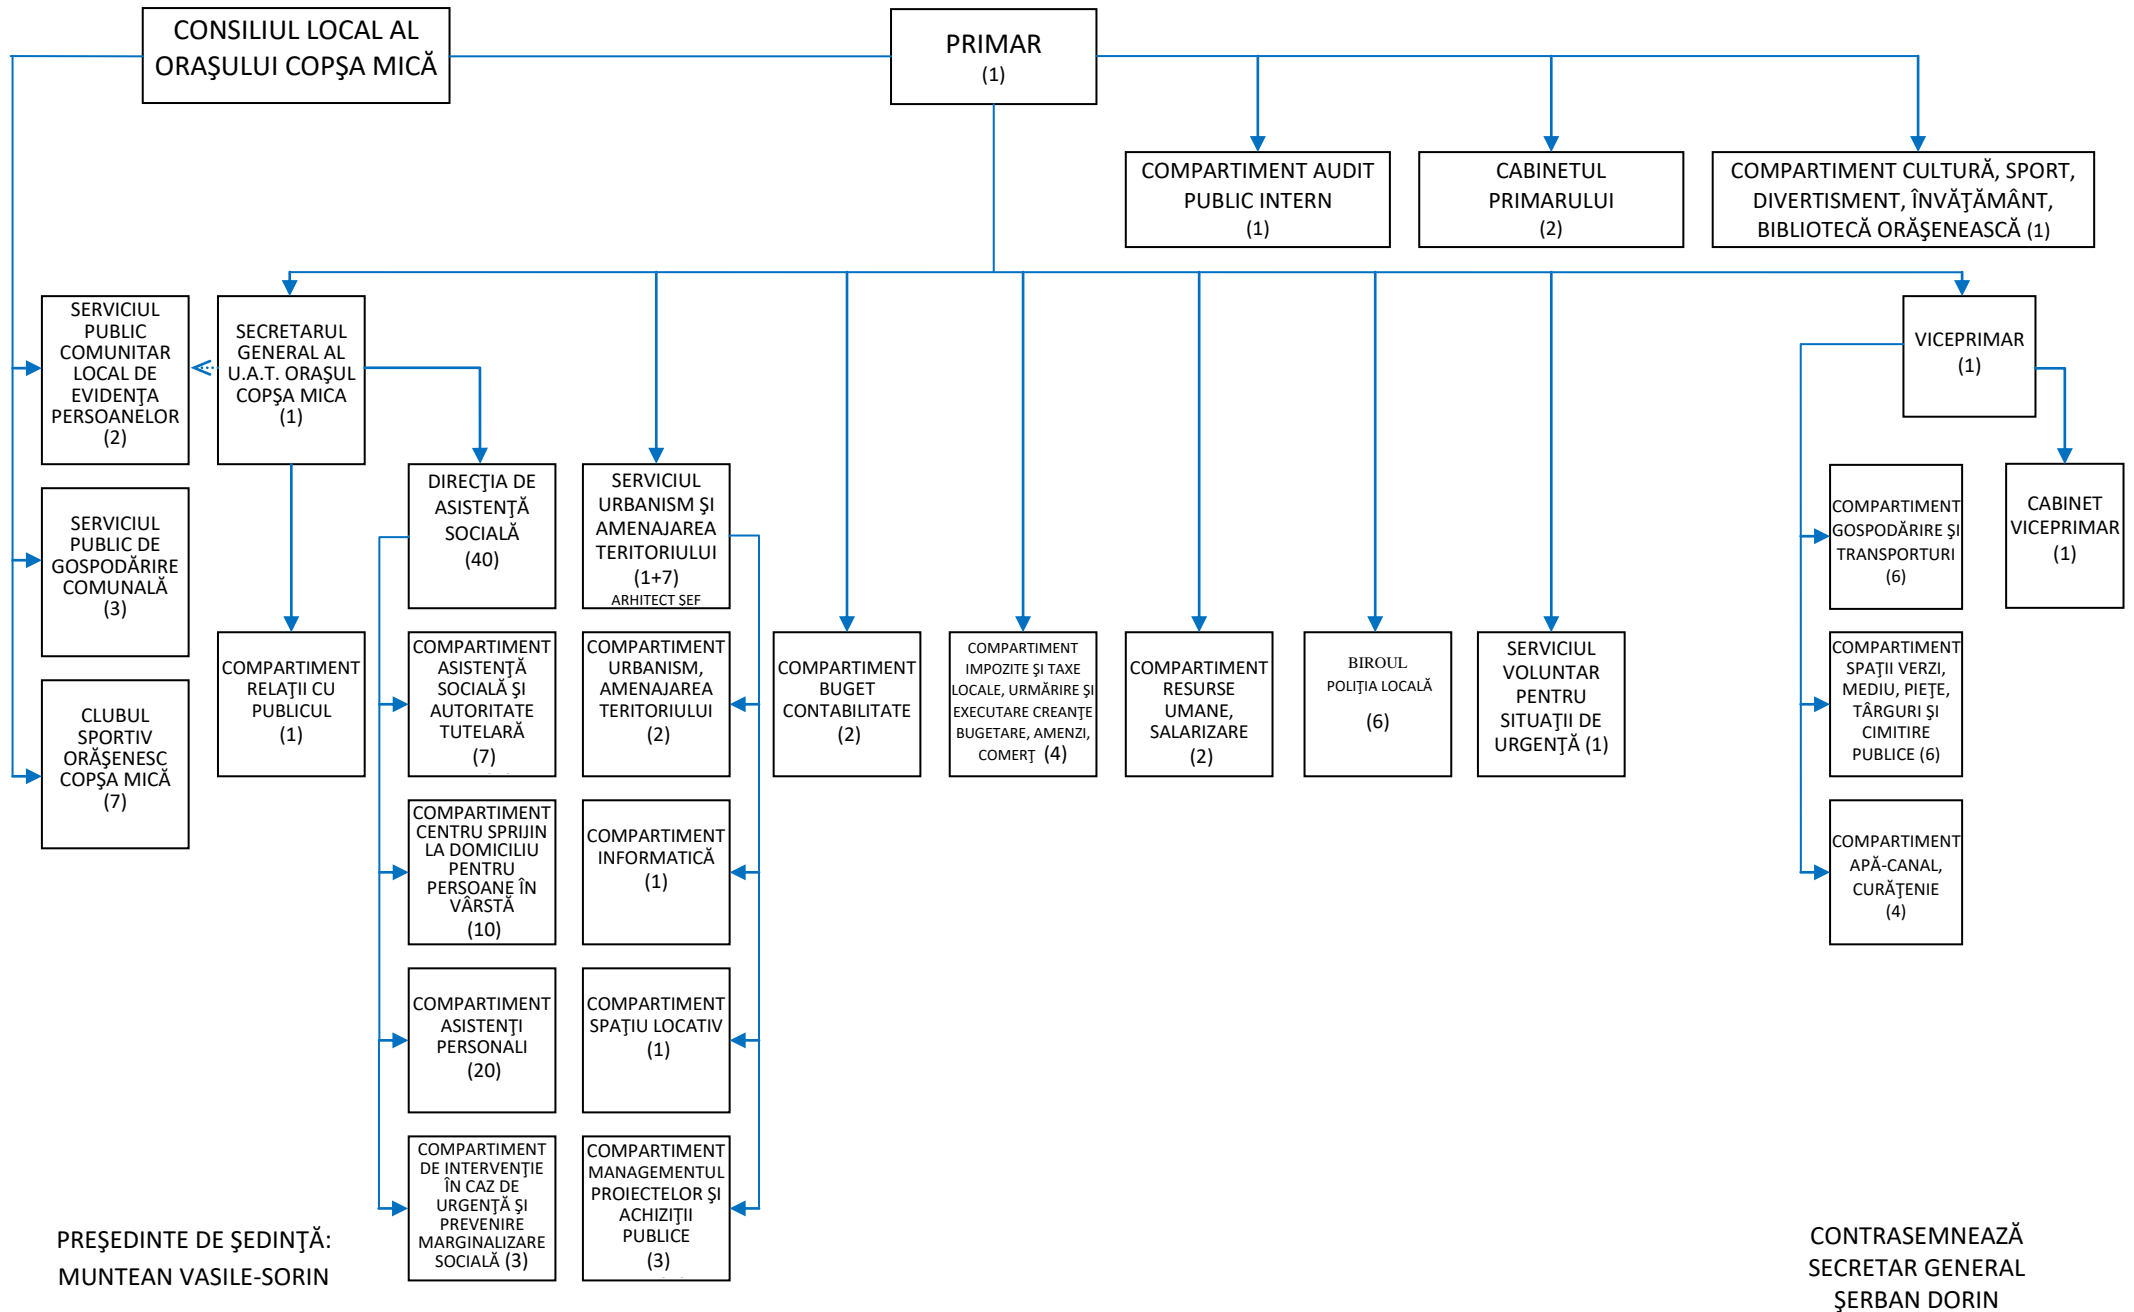 CONSILIUL LOCAL AL
ORAŞULUI COPŞA MICĂ
PRIMAR
(1)
COMPARTIMENT AUDIT
PUBLIC INTERN
(1)
CABINETUL
PRIMARULUI
(2)
COMPARTIMENT CULTURĂ, SPORT,
DIVERTISMENT, ÎNVĂŢĂMÂNT,
BIBLIOTECĂ ORĂŞENEASCĂ (1)
SERVICIUL
PUBLIC
COMUNITAR
LOCAL DE
EVIDENŢA
PERSOANELOR
(2)
SECRETARUL
GENERAL AL
U.A.T. ORAŞUL
COPŞA MICA
(1)
VICEPRIMAR
(1)
SERVICIUL
PUBLIC DE
GOSPODĂRIRE
COMUNALĂ
(3)
DIRECŢIA DE
ASISTENŢĂ
SOCIALĂ
(40)
SERVICIUL
URBANISM ŞI
AMENAJAREA
TERITORIULUI
(1+7)
ARHITECT ŞEF
COMPARTIMENT
GOSPODĂRIRE ŞI
TRANSPORTURI
(6)
CABINET
VICEPRIMAR
(1)
CLUBUL
SPORTIV
ORĂŞENESC
COPŞA MICĂ
(7)
COMPARTIMENT
RELAŢII CU
PUBLICUL
(1)
COMPARTIMENT
ASISTENŢĂ
SOCIALĂ ŞI
AUTORITATE
TUTELARĂ
(7)
COMPARTIMENT
URBANISM,
AMENAJAREA
TERITORIULUI
(2)
COMPARTIMENT
BUGET
CONTABILITATE
(2)
COMPARTIMENT
IMPOZITE ŞI TAXE
LOCALE, URMĂRIRE ŞI
EXECUTARE CREANŢE
BUGETARE, AMENZI,
COMERŢ (4)
COMPARTIMENT
RESURSE
UMANE,
SALARIZARE
(2)
BIROUL
POLIŢIA LOCALĂ
(6)
SERVICIUL
VOLUNTAR
PENTRU
SITUAŢII DE
URGENŢĂ (1)
COMPARTIMENT
SPAŢII VERZI,
MEDIU, PIEŢE,
TÂRGURI ŞI
CIMITIRE
PUBLICE (6)
COMPARTIMENT
CENTRU SPRIJIN
LA DOMICILIU
PENTRU
PERSOANE ÎN
VÂRSTĂ
(10)
COMPARTIMENT
INFORMATICĂ
(1)
COMPARTIMENT
APĂ-CANAL,
CURĂŢENIE
(4)
COMPARTIMENT
ASISTENŢI
PERSONALI
(20)
COMPARTIMENT
SPAŢIU LOCATIV
(1)
COMPARTIMENT
DE INTERVENŢIE
ÎN CAZ DE
URGENŢĂ ŞI
PREVENIRE
MARGINALIZARE
SOCIALĂ (3)
COMPARTIMENT
MANAGEMENTUL
PROIECTELOR ŞI
ACHIZIŢII
PUBLICE
(3)
PREŞEDINTE DE ŞEDINŢĂ:
MUNTEAN VASILE-SORIN
CONTRASEMNEAZĂ
SECRETAR GENERAL
ŞERBAN DORIN